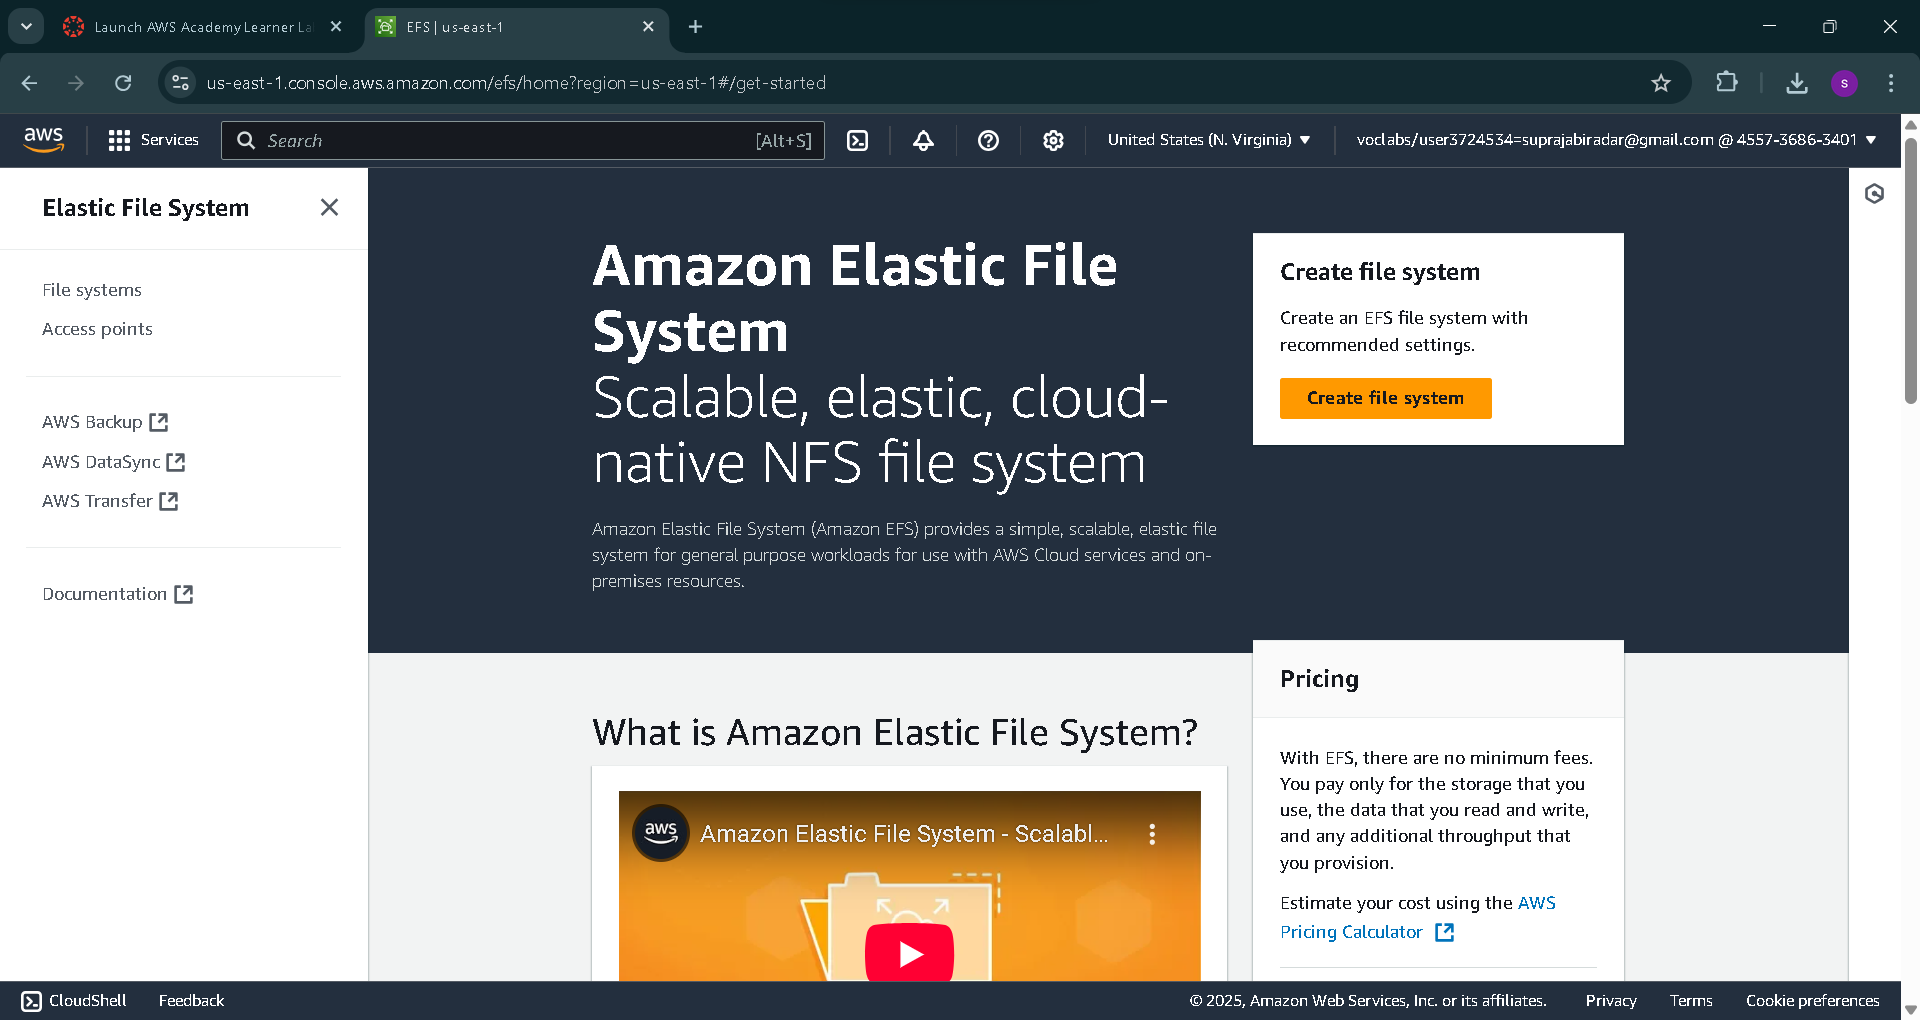 Launch AWS Academy Learner La
EFS | us-east-1
us-east-1.console.aws.amazon.com/efs/home?region=us-east-1#/get-started
S
aws
Services
Search
[Alt+S]
United States (N. Virginia)
voclabs/user3724534=suprajabiradar@gmail.com @ 4557-3686-3401
Elastic File System
File systems
Access points
AWS Backup
AWS DataSync
AWS Transfer
Documentation
Amazon Elastic File
System
Scalable, elastic, cloud-
native NFS file system
Amazon Elastic File System (Amazon EFS) provides a simple, scalable, elastic file
system for general purpose workloads for use with AWS Cloud services and on-
premises resources.
Create file system
Create an EFS file system with
recommended settings.
Create file system
What is Amazon Elastic File System?
aws
Amazon Elastic File System - Scalabl...
Pricing
With EFS, there are no minimum fees.
You pay only for the storage that you
use, the data that you read and write,
and any additional throughput that
you provision.
Estimate your cost using the AWS
Pricing Calculator
CloudShell
Feedback
© 2025, Amazon Web Services, Inc. or its affiliates.
Privacy
Terms
Cookie preferences